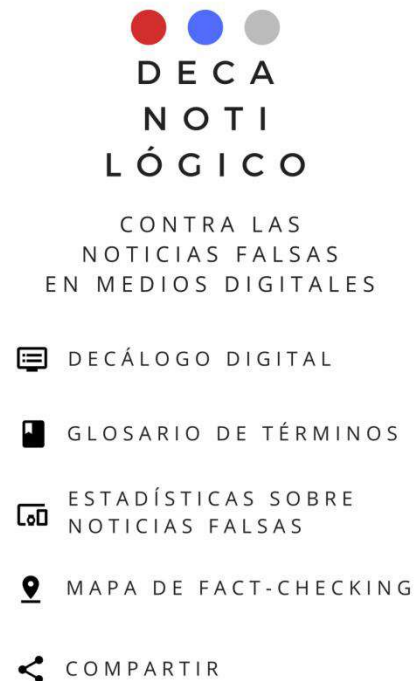 DECA
NOTI
LÓGICO
CONTRA LAS
NOTICIAS FALSAS
EN MEDIOS DIGITALES
DECÁLOGO DIGITAL
GLOSARIO DE TÉRMINOS
ESTADÍSTICAS SOBRE
NOTICIAS FALSAS
MAPA DE FACT-CHECKING
COMPARTIR